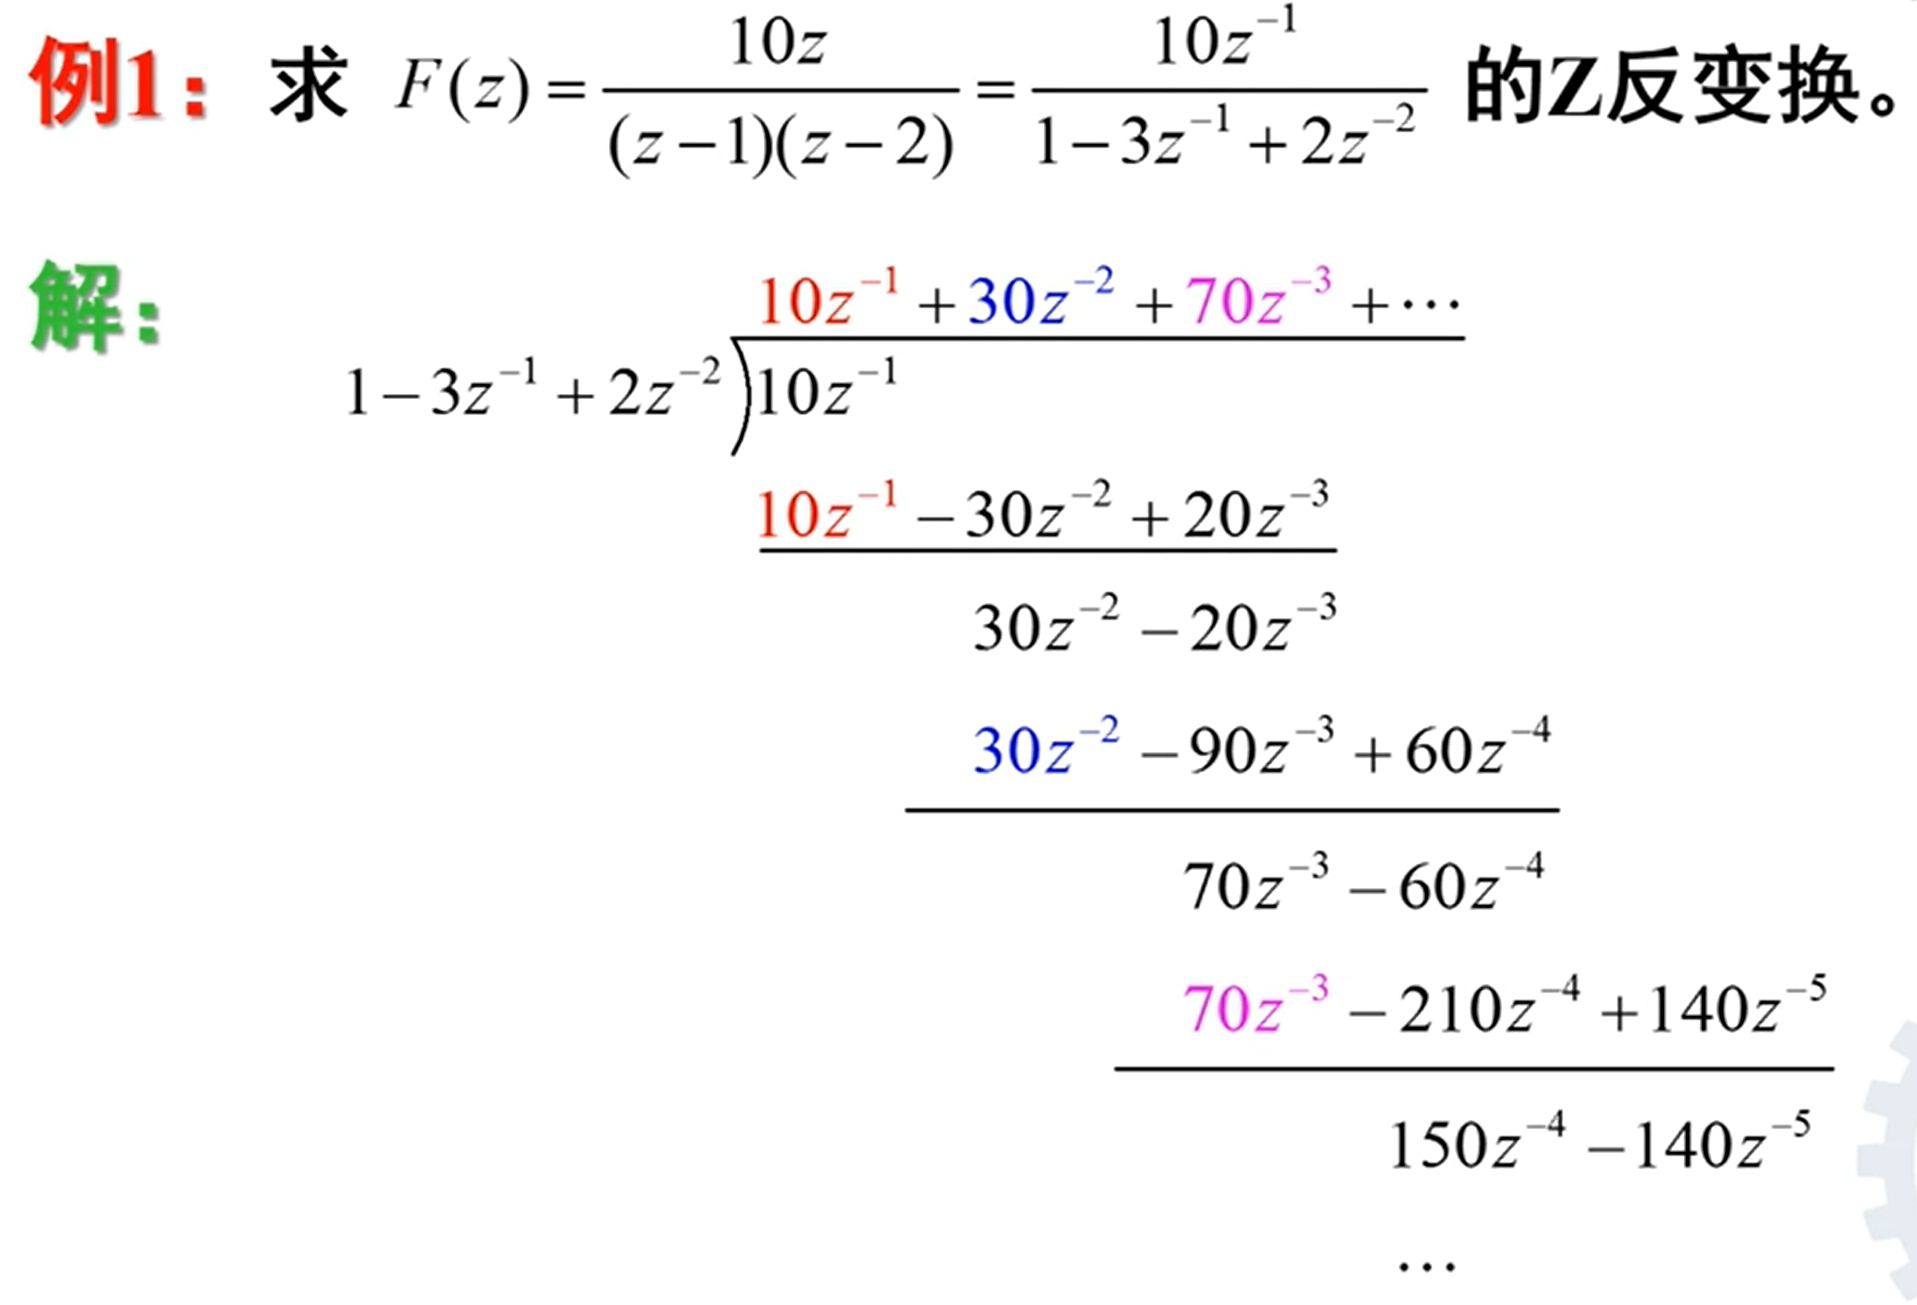 例1： 求 F(z) = 10z / (z−1)(z−2) = 10z⁻¹ / 1−3z⁻¹+2z⁻² 的Z反变换。
解：
10z⁻¹ + 30z⁻² + 70z⁻³ + ⋯
1−3z⁻¹ + 2z⁻² ) 10z⁻¹
10z⁻¹ − 30z⁻² + 20z⁻³
30z⁻² − 20z⁻³
30z⁻² − 90z⁻³ + 60z⁻⁴
70z⁻³ − 60z⁻⁴
70z⁻³ − 210z⁻⁴ + 140z⁻⁵
150z⁻⁴ − 140z⁻⁵
⋯